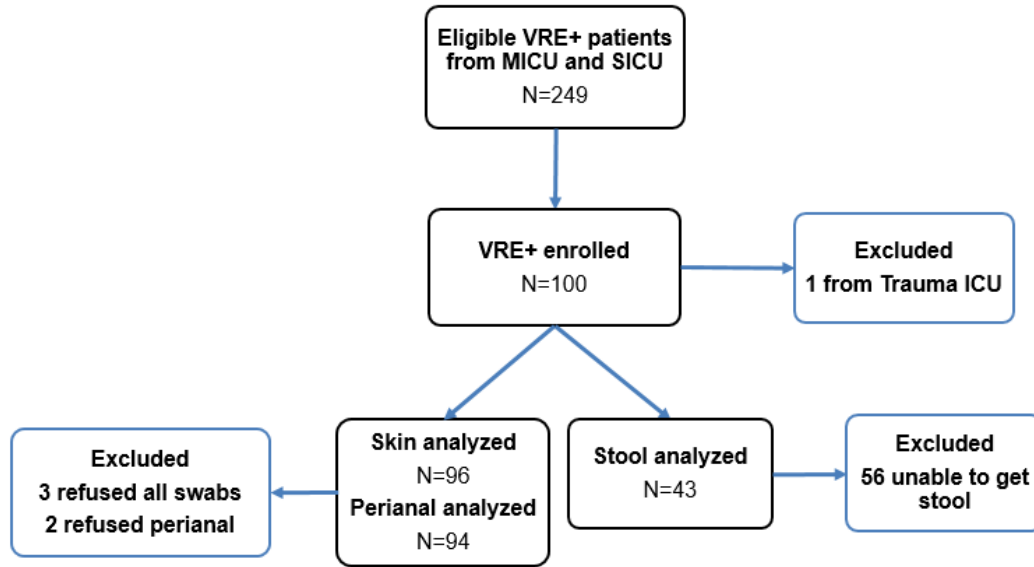 Eligible VRE+ patients
from MICU and SICU
N=249
VRE+ enrolled
N=100
Excluded
1 from Trauma ICU
Excluded
3 refused all swabs
2 refused perianal
Skin analyzed
N=96
Perianal analyzed
N=94
Stool analyzed
N=43
Excluded
56 unable to get
stool